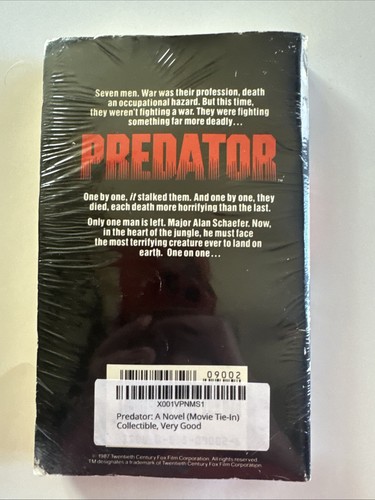 Seven men. War was their profession, death
an occupational hazard. But this time,
they weren't fighting a war. They were fighting
something far more deadly...
PREDATOR
One by one, it stalked them. And one by one, they
died, each death more horrifying than the last.
Only one man is left. Major Alan Schaefer. Now,
in the heart of the jungle, he must face
the most terrifying creature ever to land on
earth. One on one...
09002
X001VPNMS1
Predator: A Novel (Movie Tie-In)
Collectible, Very Good
© 1987 Twentieth Century Fox Film Corporation. All rights reserved
TM designates a trademark of Twentieth Century Fox Film Corporation.